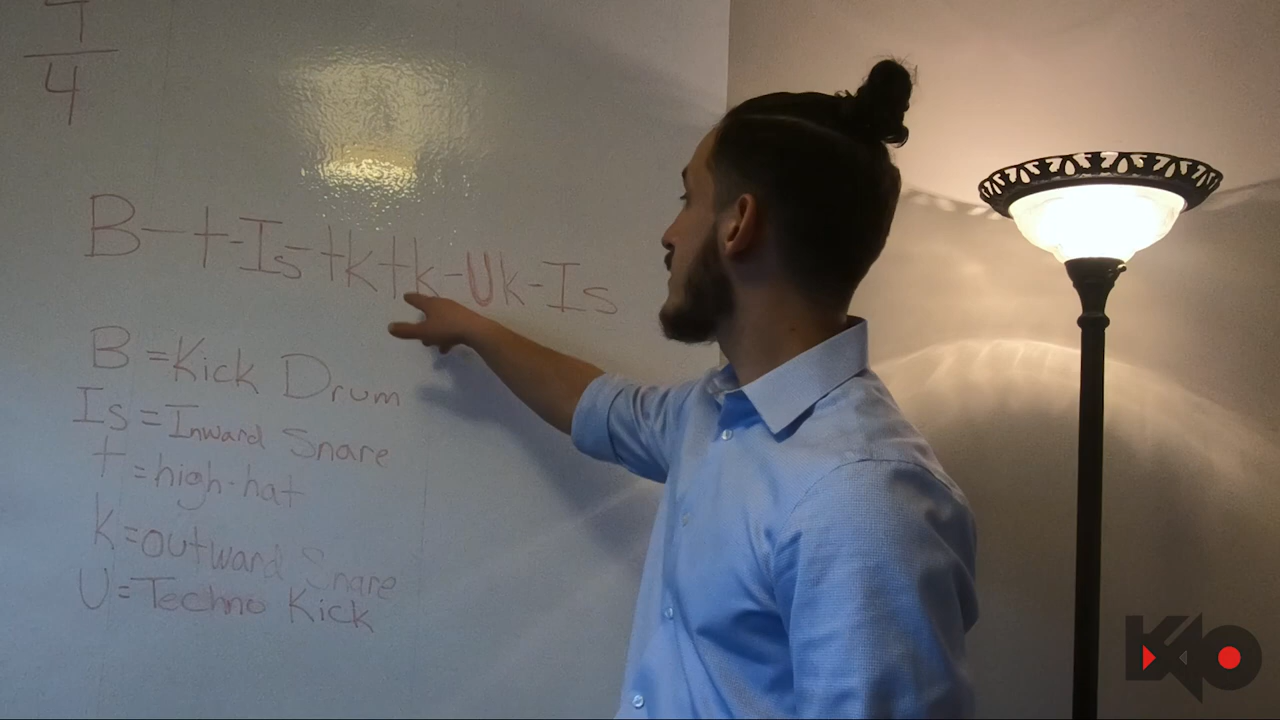 4
4
B-t-Is-tktk-Uk-Is
B=Kick Drum
Is=Inward Snare
t=high-hat
k=outward Snare
U=Techno Kick